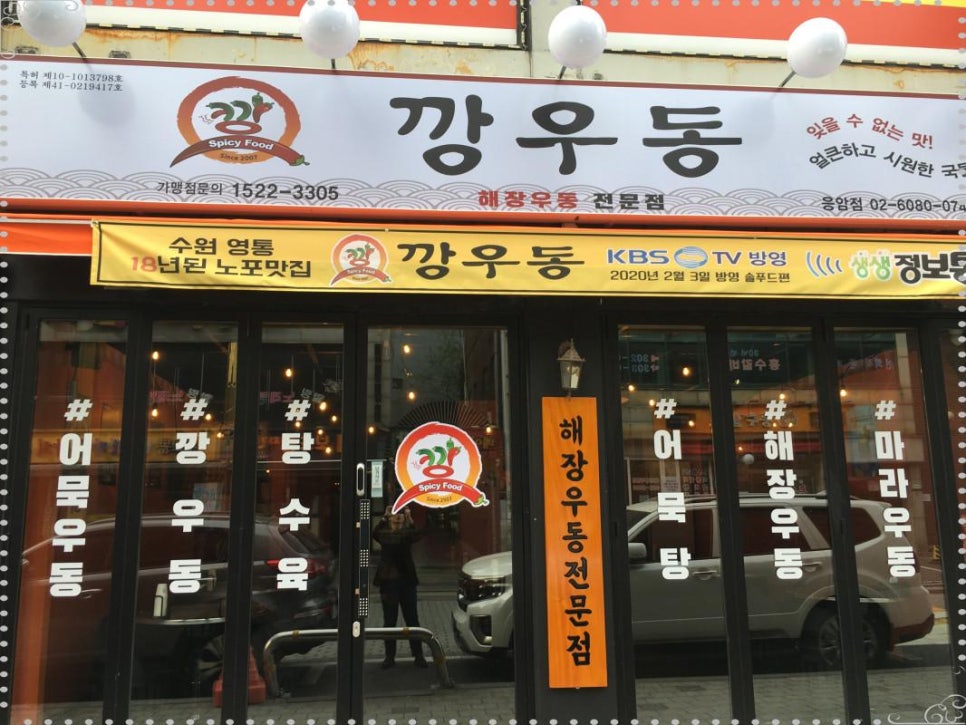 특허 제10-1013798호
등록 제41-0219417호
깡
Spicy Food
Since 2007
깡우동
잊을 수 없는 맛!
얼큰하고 시원한
가맹점문의 1522-3305
해장우동 전문점
응암점 02-6080-074
수원 영통
18년된 노포맛집
깡
깡우동
KBS TV 방영
2020년 2월 3일 방영 솔푸드편
생생정보통
#어묵우동
#깡우동
#탕수육
깡
Spicy Food
Since 2007
해장우동전문점
#어묵탕
#해장우동
#마라우동